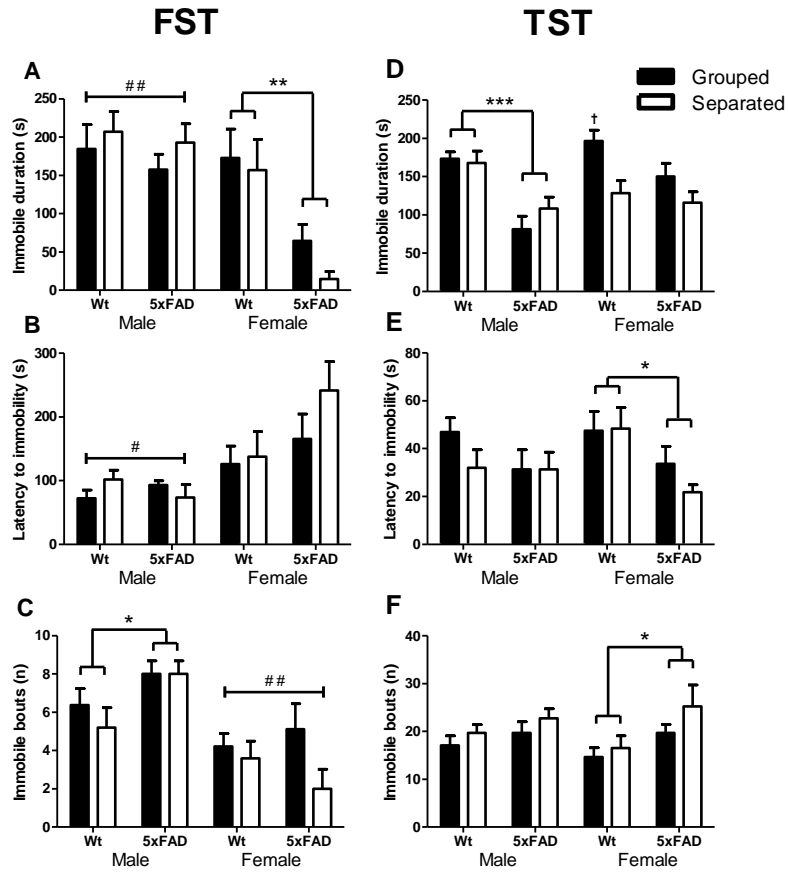 FST
TST
A
##
**
Immobile duration (s)
250
200
150
100
50
0
Wt
5xFAD
Wt
5xFAD
Male
Female
D
Grouped
Separated
***
†
Immobile duration (s)
250
200
150
100
50
0
Wt
5xFAD
Wt
5xFAD
Male
Female
B
#
Latency to immobility (s)
300
200
100
0
Wt
5xFAD
Wt
5xFAD
Male
Female
E
*
Latency to immobility (s)
80
60
40
20
0
Wt
5xFAD
Wt
5xFAD
Male
Female
C
*
##
Immobile bouts (n)
10
8
6
4
2
0
Wt
5xFAD
Wt
5xFAD
Male
Female
F
*
Immobile bouts (n)
40
30
20
10
0
Wt
5xFAD
Wt
5xFAD
Male
Female